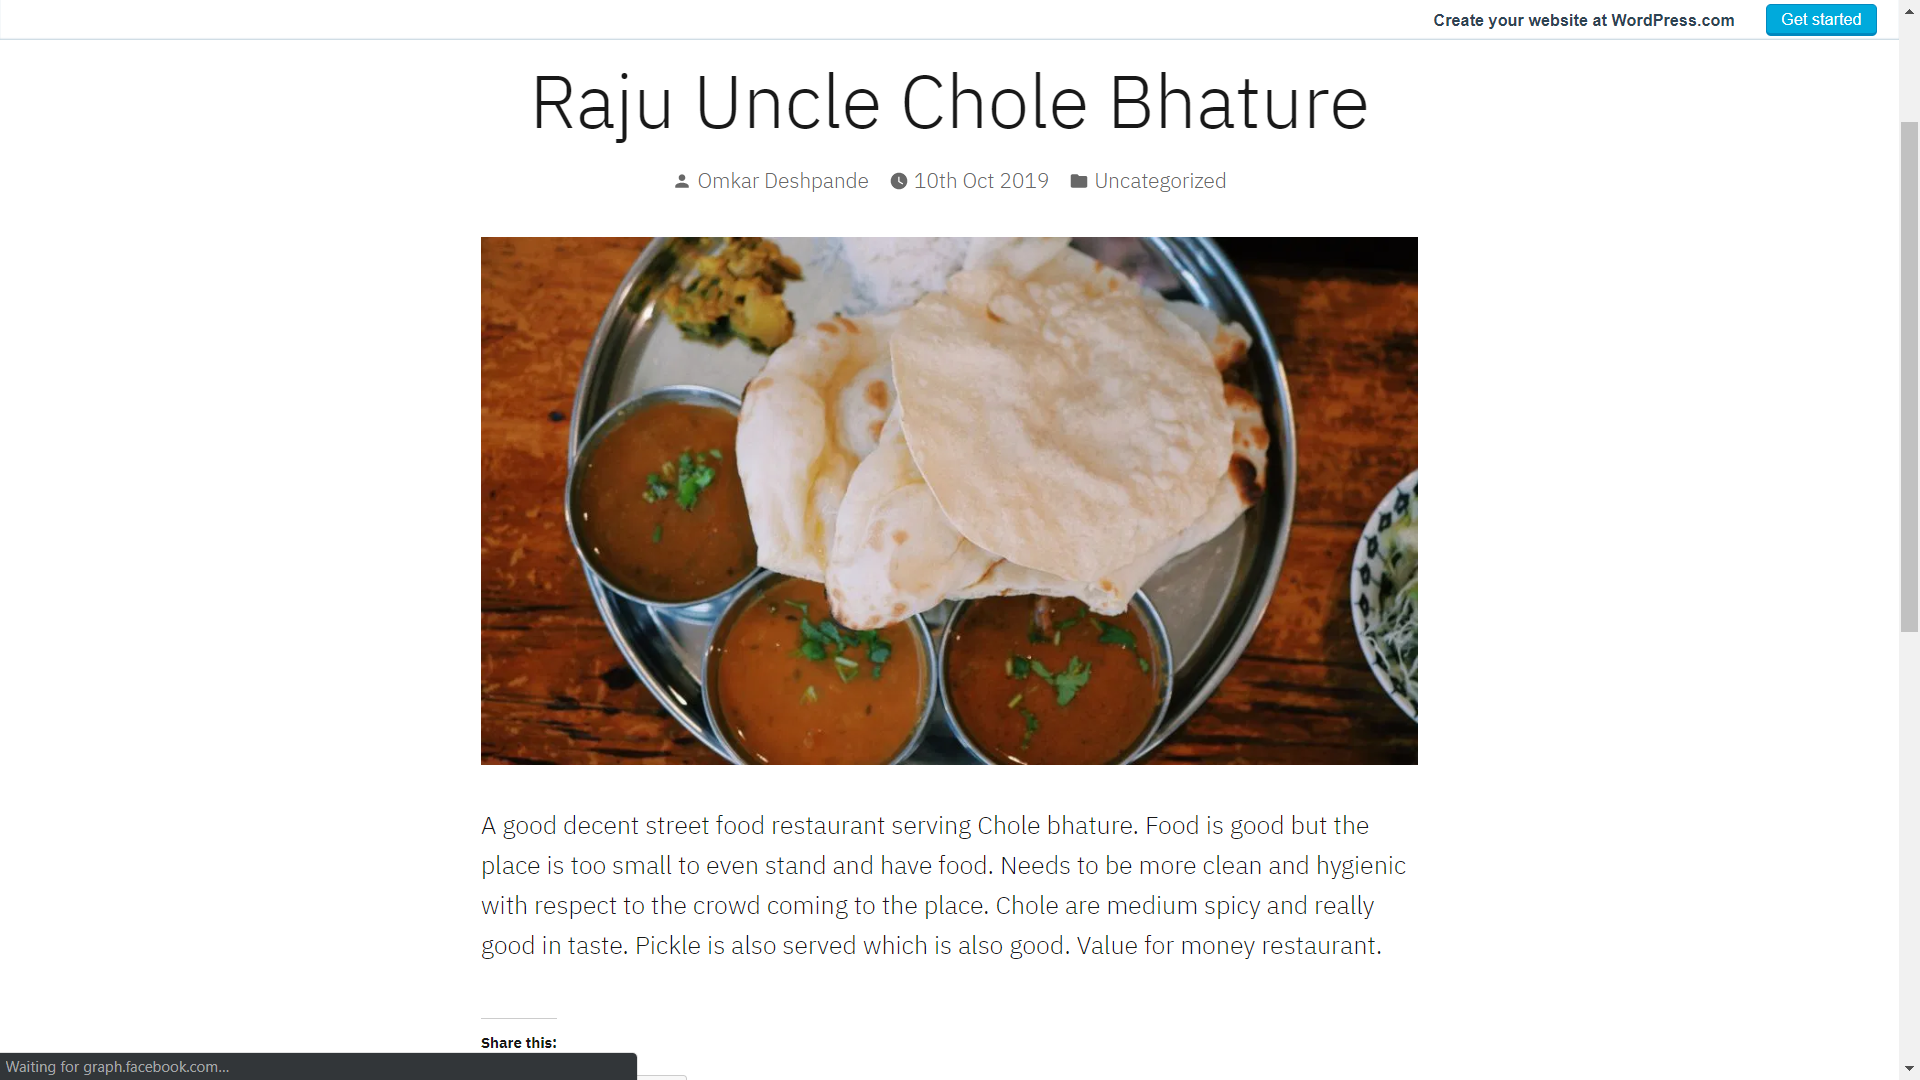 Create your website at WordPress.com
Get started
Raju Uncle Chole Bhature
Omkar Deshpande 10th Oct 2019 Uncategorized
A good decent street food restaurant serving Chole bhature. Food is good but the
place is too small to even stand and have food. Needs to be more clean and hygienic
with respect to the crowd coming to the place. Chole are medium spicy and really
good in taste. Pickle is also served which is also good. Value for money restaurant.
Share this:
Waiting for graph.facebook.com...